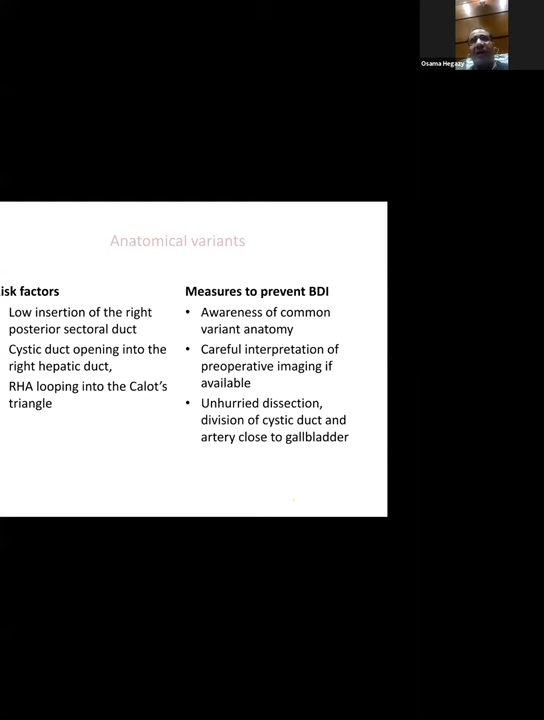 Osama Hegazy
Anatomical variants
isk factors
Low insertion of the right
posterior sectoral duct
Cystic duct opening into the
right hepatic duct,
RHA looping into the Calot's
triangle
Measures to prevent BDI
• Awareness of common
variant anatomy
• Careful interpretation of
preoperative imaging if
available
• Unhurried dissection,
division of cystic duct and
artery close to gallbladder